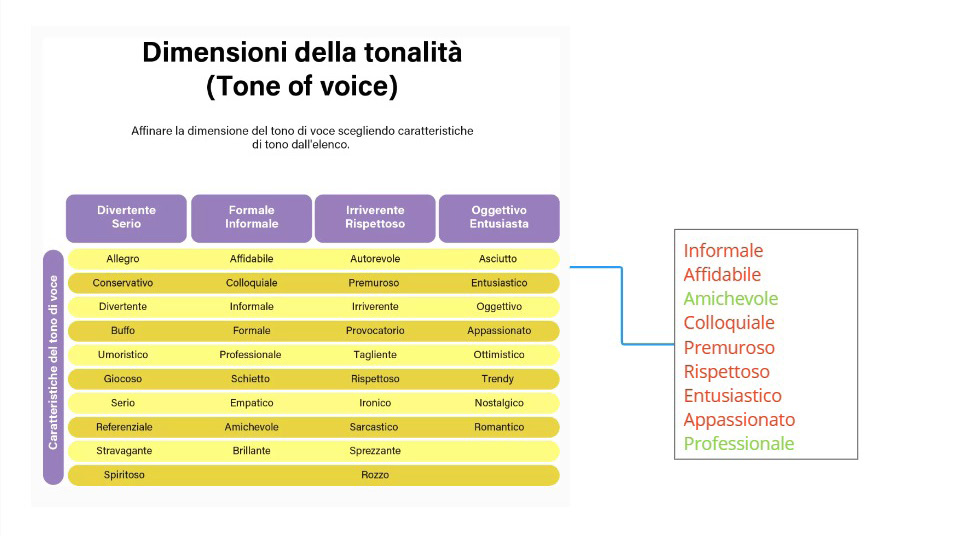 Dimensioni della tonalità
(Tone of voice)
Affinare la dimensione del tono di voce scegliendo caratteristiche
di tono dall'elenco.
Divertente
Serio
Formale
Informale
Irriverente
Rispettoso
Oggettivo
Entusiasta
Caratteristiche del tono di voce
Allegro Affidabile Autorevole Asciutto
Conservativo Colloquiale Premuroso Entusiastico
Divertente Informale Irriverente Oggettivo
Buffo Formale Provocatorio Appassionato
Umoristico Professionale Tagliente Ottimistico
Giocoso Schietto Rispettoso Trendy
Serio Empatico Ironico Nostalgico
Referenziale Amichevole Sarcastico Romantico
Stravagante Brillante Sprezzante
Spiritoso Rozzo
Informale
Affidabile
Amichevole
Colloquiale
Premuroso
Rispettoso
Entusiastico
Appassionato
Professionale